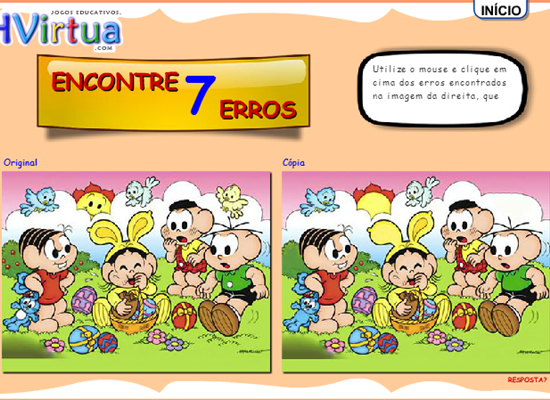 JOGOS EDUCATIVOS.
HVirtua
.COM
INÍCIO
ENCONTRE 7 ERROS
Utilize o mouse e clique em
cima dos erros encontrados
na imagem da direita, que
Original
Cópia
RESPOSTA?